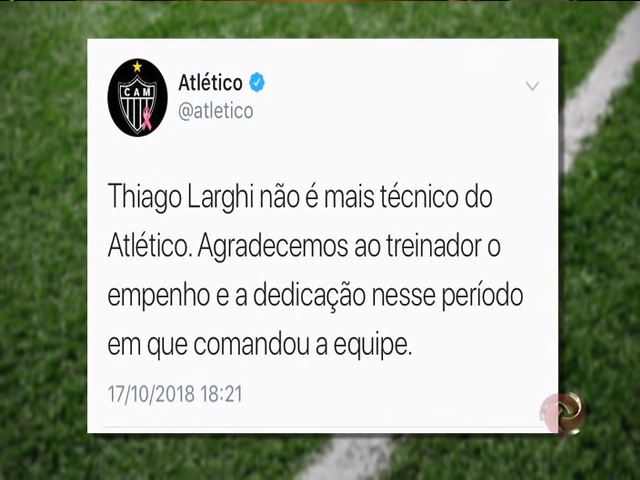 CAM
Atlético
@atletico
Thiago Larghi não é mais técnico do
Atlético. Agradecemos ao treinador o
empenho e a dedicação nesse período
em que comandou a equipe.
17/10/2018 18:21